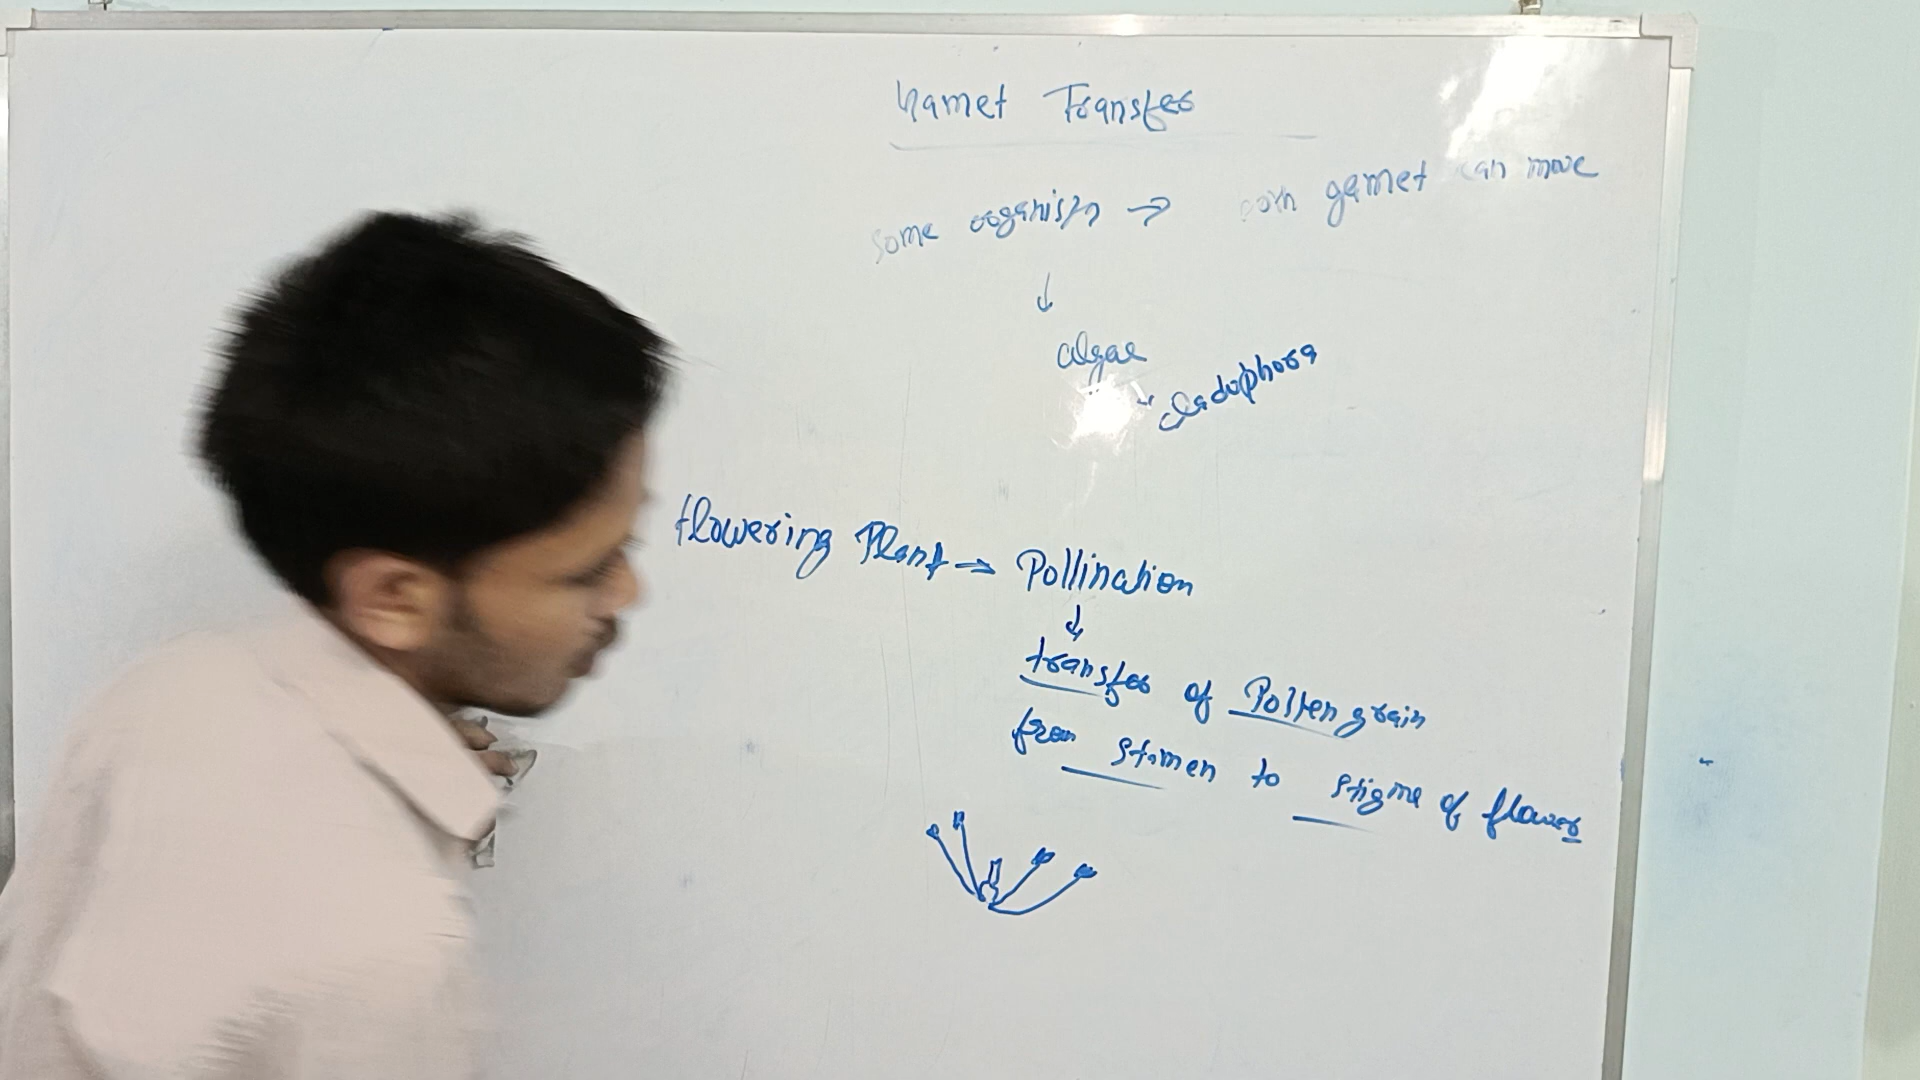 Gamet Transfer
some organism → both gamet can move
↓
algae
↘ cladophora
flowering Plant → Pollination
↓
transfer of Pollen grain
from stamen to stigma of flower